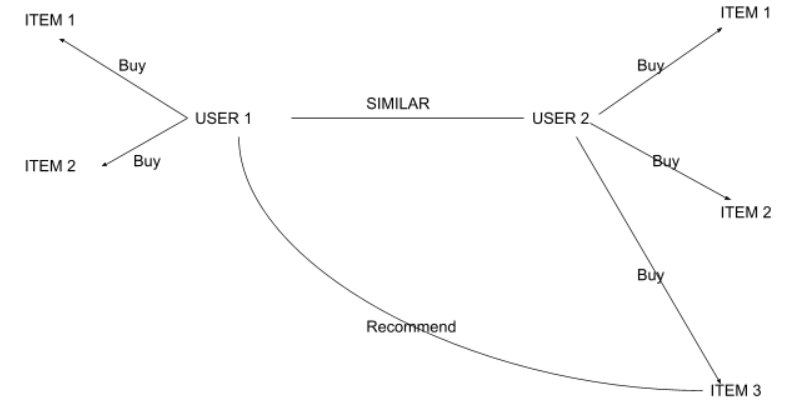 ITEM 1
ITEM 1
Buy
Buy
SIMILAR
USER 1
USER 2
ITEM 2
Buy
Buy
ITEM 2
Buy
Recommend
ITEM 3